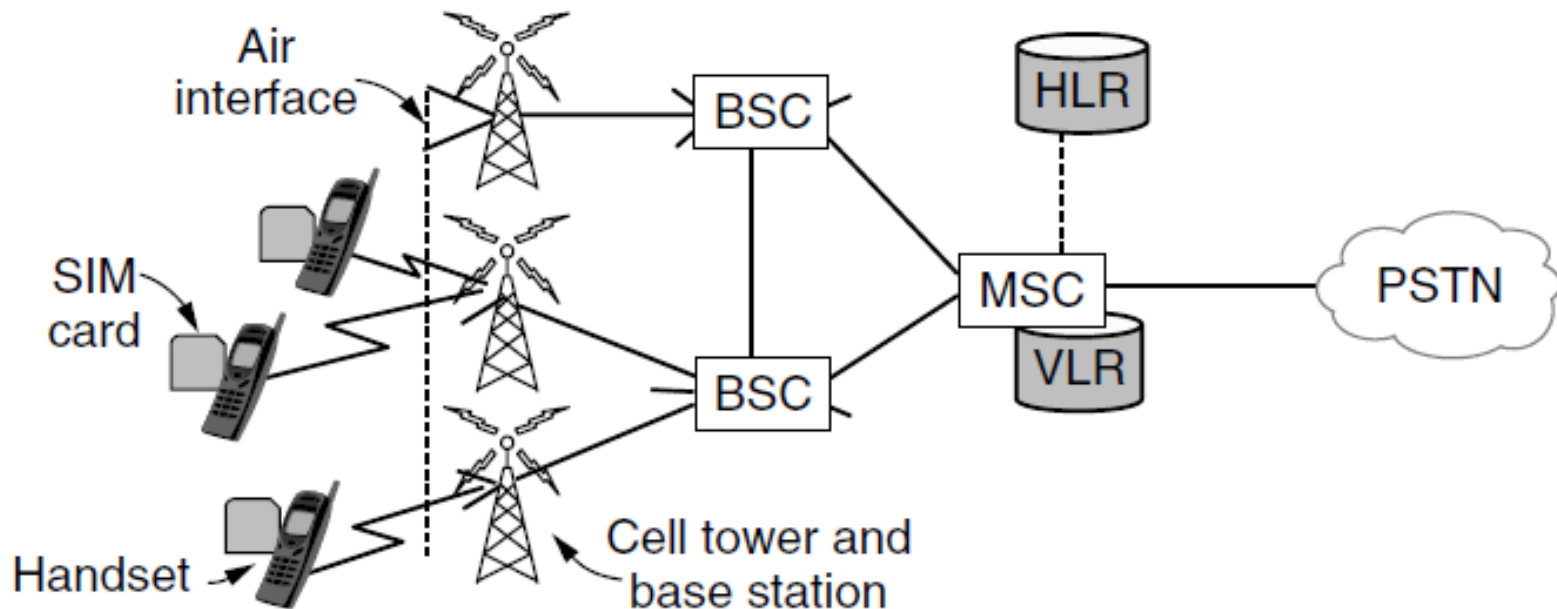 Air
interface
BSC
HLR
SIM
card
MSC
PSTN
VLR
BSC
Handset
Cell tower and
base station